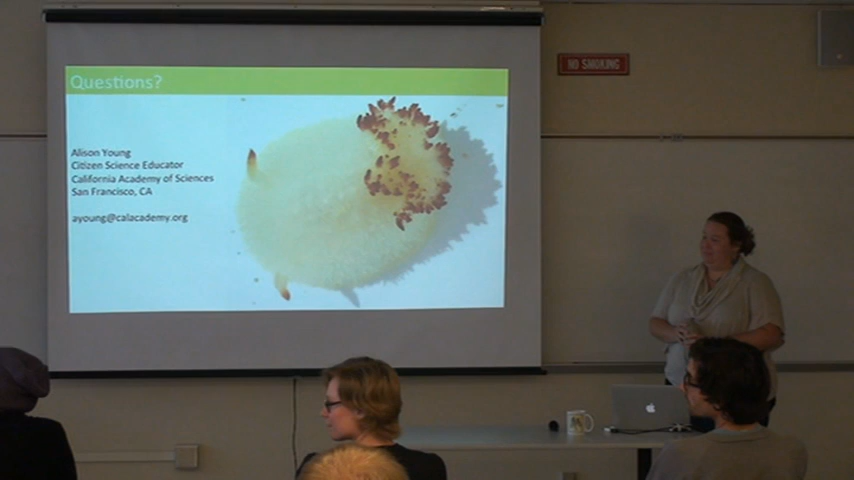 Questions?
Alison Young
Citizen Science Educator
California Academy of Sciences
San Francisco, CA
ayoung@calacademy.org
NO SMOKING